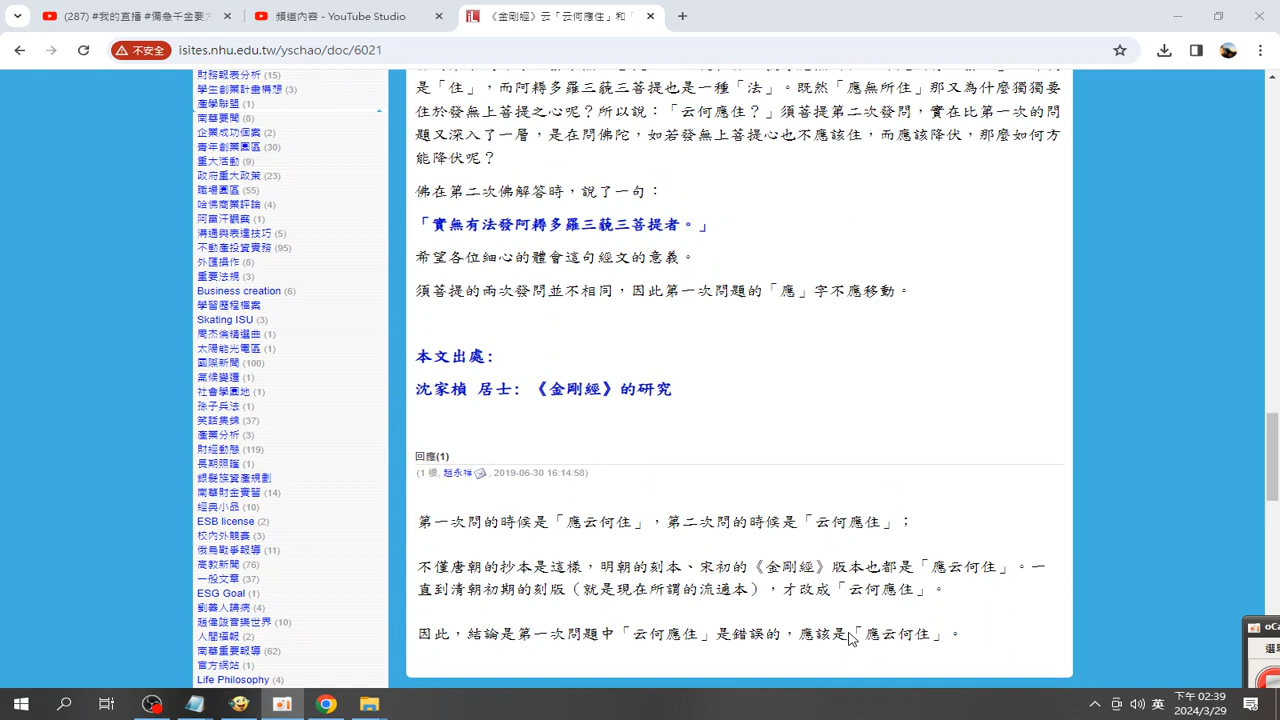 (287) #我的直播 #備急千金要方
頻道內容 - YouTube Studio
《金剛經》云「云何應住」和「
不安全
isites.nhu.edu.tw/yschao/doc/6021
財務報表分析 (15)
學生創業計畫構想 (3)
產學聯盟 (1)
南華要聞 (8)
企業成功個案 (2)
青年創業園區 (30)
重大活動 (9)
政府重大政策 (23)
職場園區 (55)
哈佛商業評論 (4)
阿富汗觀案 (1)
溝通與表達技巧 (5)
不動產投資實務 (95)
外匯操作 (8)
重要法規 (3)
Business creation (6)
學習歷程檔案
Skating ISU (3)
周杰倫精選曲 (1)
太陽能光電區 (1)
國際新聞 (100)
氣候變遷 (1)
社會學園地 (1)
孫子兵法 (1)
笑話集錦 (37)
產業分析 (3)
財經動態 (119)
長期照護 (1)
銀髮族資產規劃
南華財金實習 (14)
經典小品 (10)
ESB license (2)
校內外競賽 (3)
俄烏戰爭報導 (11)
高教新聞 (76)
一般文章 (37)
ESG Goal (1)
劉善人講病 (4)
趙偉竣音樂世界 (10)
人間福報 (2)
南華重要報導 (62)
官方網站 (1)
Life Philosophy (4)
是「住」，而阿耨多羅三藐三菩提也是一種「法」。既然「應無所住」那又為什麼獨獨要
住於發無上菩提之心呢？所以說：「云何應住？」須菩提第二次發問，實在比第一次的問
題又深入了一層，是在問佛陀，如若發無上菩提心也不應該住，而應該降伏，那麼如何方
能降伏呢？
佛在第二次佛解答時，說了一句：
「實無有法發阿耨多羅三藐三菩提者。」
希望各位細心的體會這句經文的意義。
須菩提的兩次發問並不相同，因此第一次問題的「應」字不應移動。
本文出處:
沈家楨 居士: 《金剛經》的研究
回應(1)
(1 樓, 趙永祥 , 2019-06-30 16:14:58)
第一次問的時候是「應云何住」，第二次問的時候是「云何應住」；
不僅唐朝的抄本是這樣，明朝的刻本、宋初的《金剛經》版本也都是「應云何住」。一
直到清朝初期的刻版（就是現在所謂的流通本），才改成「云何應住」。
因此，結論是第一次問題中「云何應住」是錯誤的，應該是「應云何住」。
oCa
選單
英
下午 02:39
2024/3/29